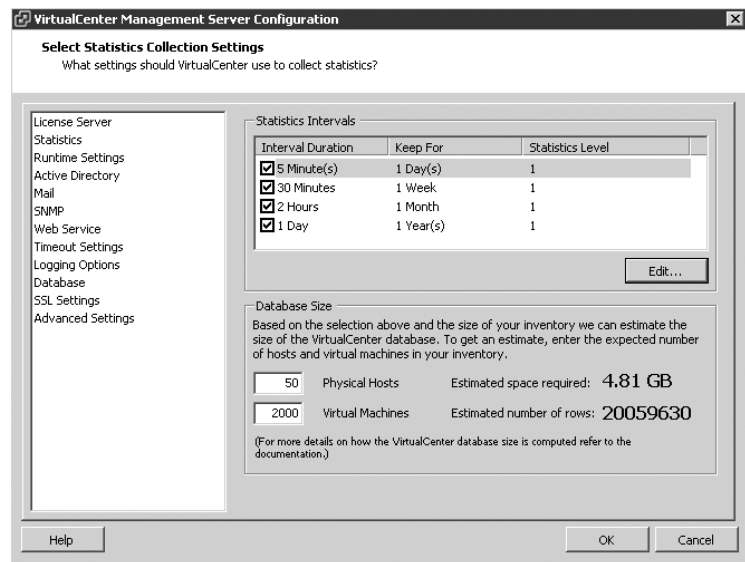 VirtualCenter Management Server Configuration
Select Statistics Collection Settings
What settings should VirtualCenter use to collect statistics?
License Server
Statistics
Runtime Settings
Active Directory
Mail
SNMP
Web Service
Timeout Settings
Logging Options
Database
SSL Settings
Advanced Settings
Statistics Intervals
Interval Duration Keep For Statistics Level
5 Minute(s) 1 Day(s) 1
30 Minutes 1 Week 1
2 Hours 1 Month 1
1 Day 1 Year(s) 1
Edit...
Database Size
Based on the selection above and the size of your inventory we can estimate the
size of the VirtualCenter database. To get an estimate, enter the expected number
of hosts and virtual machines in your inventory.
50 Physical Hosts Estimated space required: 4.81 GB
2000 Virtual Machines Estimated number of rows: 20059630
(For more details on how the VirtualCenter database size is computed refer to the
documentation.)
Help OK Cancel